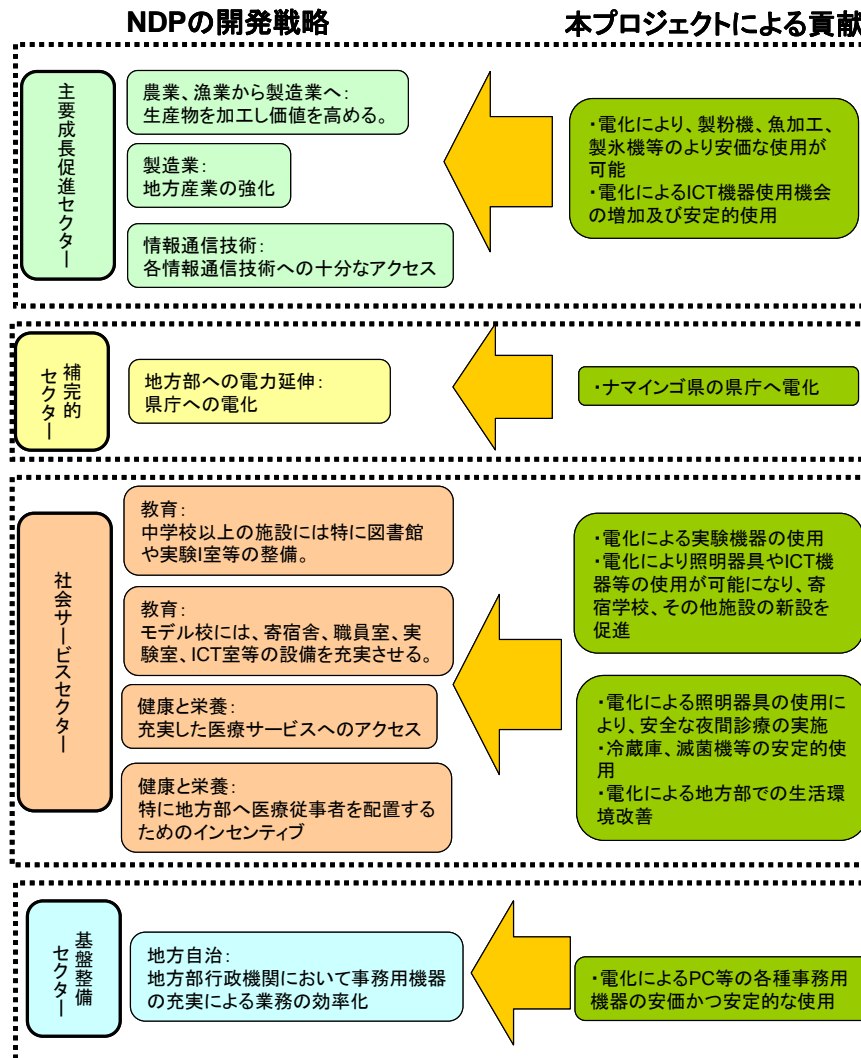 NDPの開発戦略
本プロジェクトによる貢献
主要成長促進セクター
農業、漁業から製造業へ:
生産物を加工し価値を高める。
製造業:
地方産業の強化
情報通信技術:
各情報通信技術への十分なアクセス
・電化により、製粉機、魚加工、
製氷機等のより安価な使用が
可能
・電化によるICT機器使用機会
の増加及び安定的使用
補完的
セクター
地方部への電力延伸:
県庁への電化
・ナマインゴ県の県庁へ電化
社会サービスセクター
教育:
中学校以上の施設には特に図書館
や実験I室等の整備。
教育:
モデル校には、寄宿舎、職員室、実
験室、ICT室等の設備を充実させる。
健康と栄養:
充実した医療サービスへのアクセス
健康と栄養:
特に地方部へ医療従事者を配置する
ためのインセンティブ
・電化による実験機器の使用
・電化により照明器具やICT機
器等の使用が可能になり、寄
宿学校、その他施設の新設を
促進
・電化による照明器具の使用によ
り、安全な夜間診療の実施
・冷蔵庫、滅菌機等の安定的使
用
・電化による地方部での生活環
境改善
基盤整備
セクター
地方自治:
地方部行政機関において事務用機器
の充実による業務の効率化
・電化によるPC等の各種事務用
機器の安価かつ安定的な使用